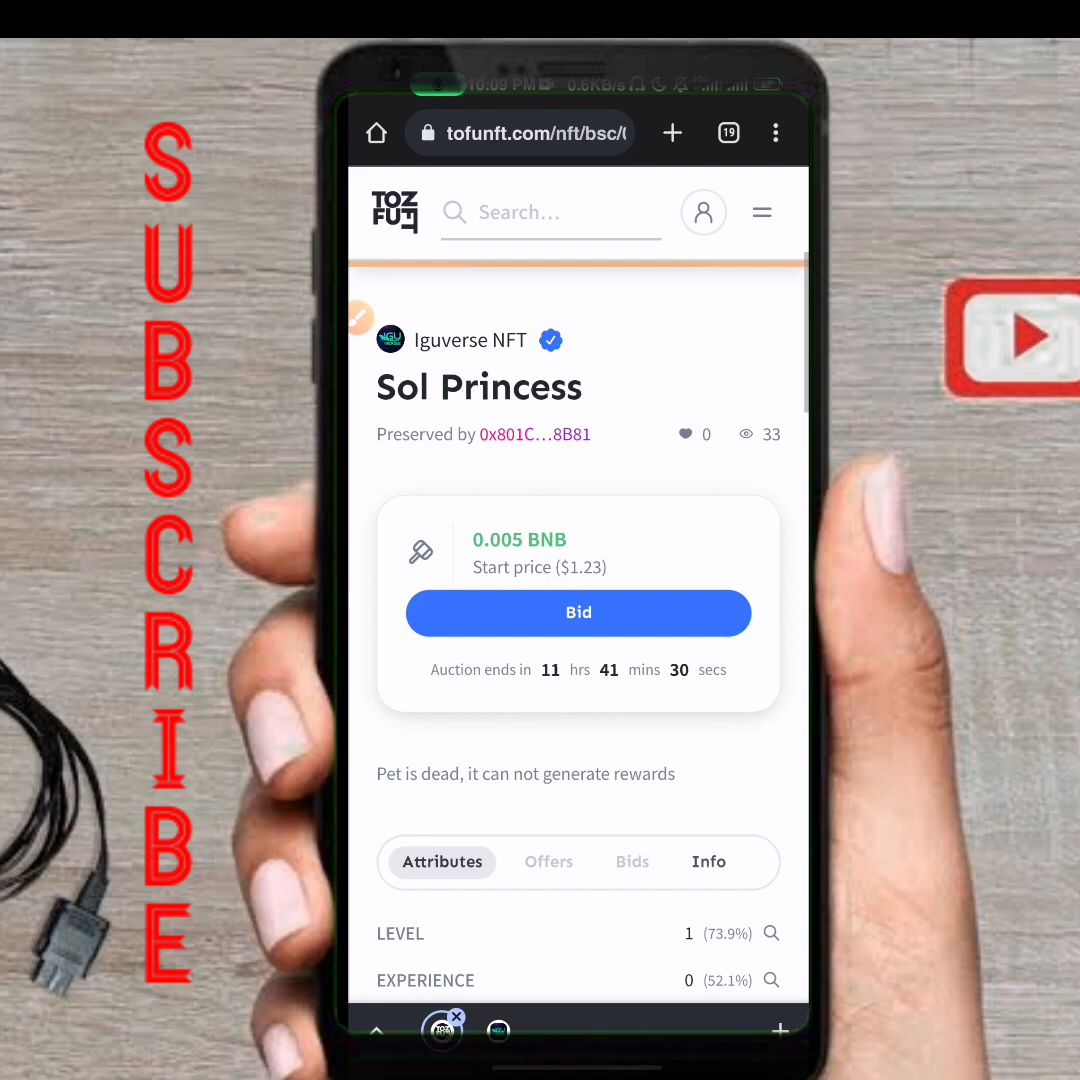 SUBSCRIBE
10:09 PM 0.6KB/s
tofunft.com/nft/bsc/
19
TOFU
Search...
Iguverse NFT
Sol Princess
Preserved by 0x801C...8B81 0 33
0.005 BNB
Start price ($1.23)
Bid
Auction ends in 11 hrs 41 mins 30 secs
Pet is dead, it can not generate rewards
Attributes Offers Bids Info
LEVEL 1 (73.9%)
EXPERIENCE 0 (52.1%)